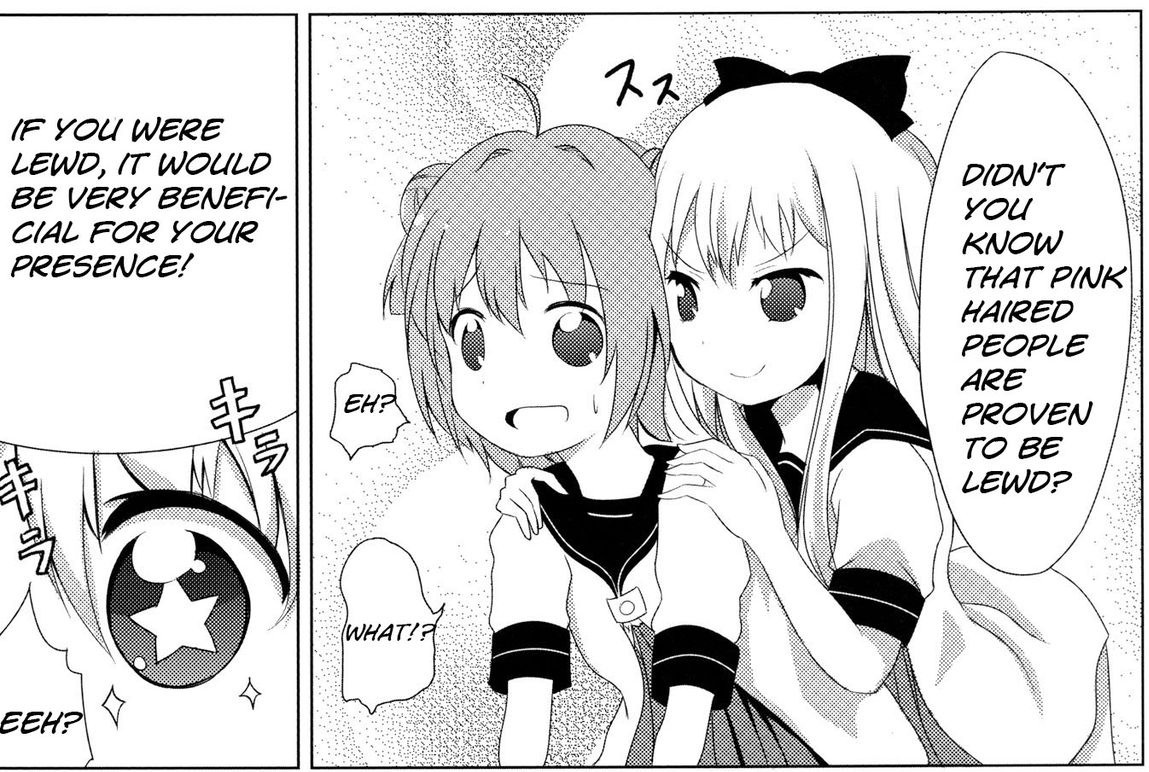 DIDN'T
YOU
KNOW
THAT PINK
HAIRED
PEOPLE
ARE
PROVEN
TO BE
LEWD?
スス
EH?
WHAT!?
IF YOU WERE
LEWD, IT WOULD
BE VERY BENEFI-
CIAL FOR YOUR
PRESENCE!
キラ
キラ
EEH?